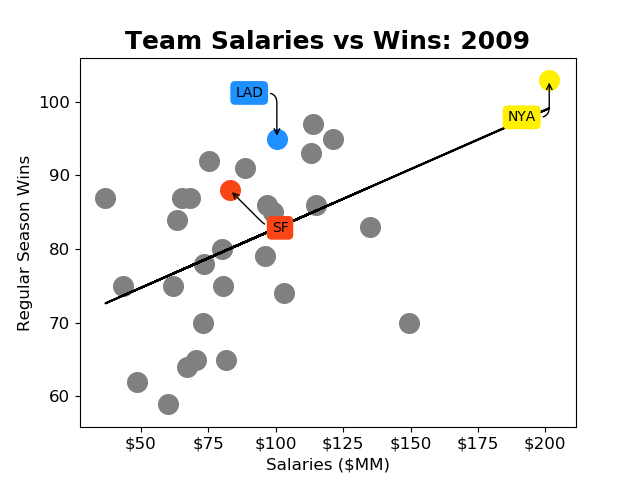 Team Salaries vs Wins: 2009
LAD
NYA
SF
Regular Season Wins
100
90
80
70
60
$50
$75
$100
$125
$150
$175
$200
Salaries ($MM)